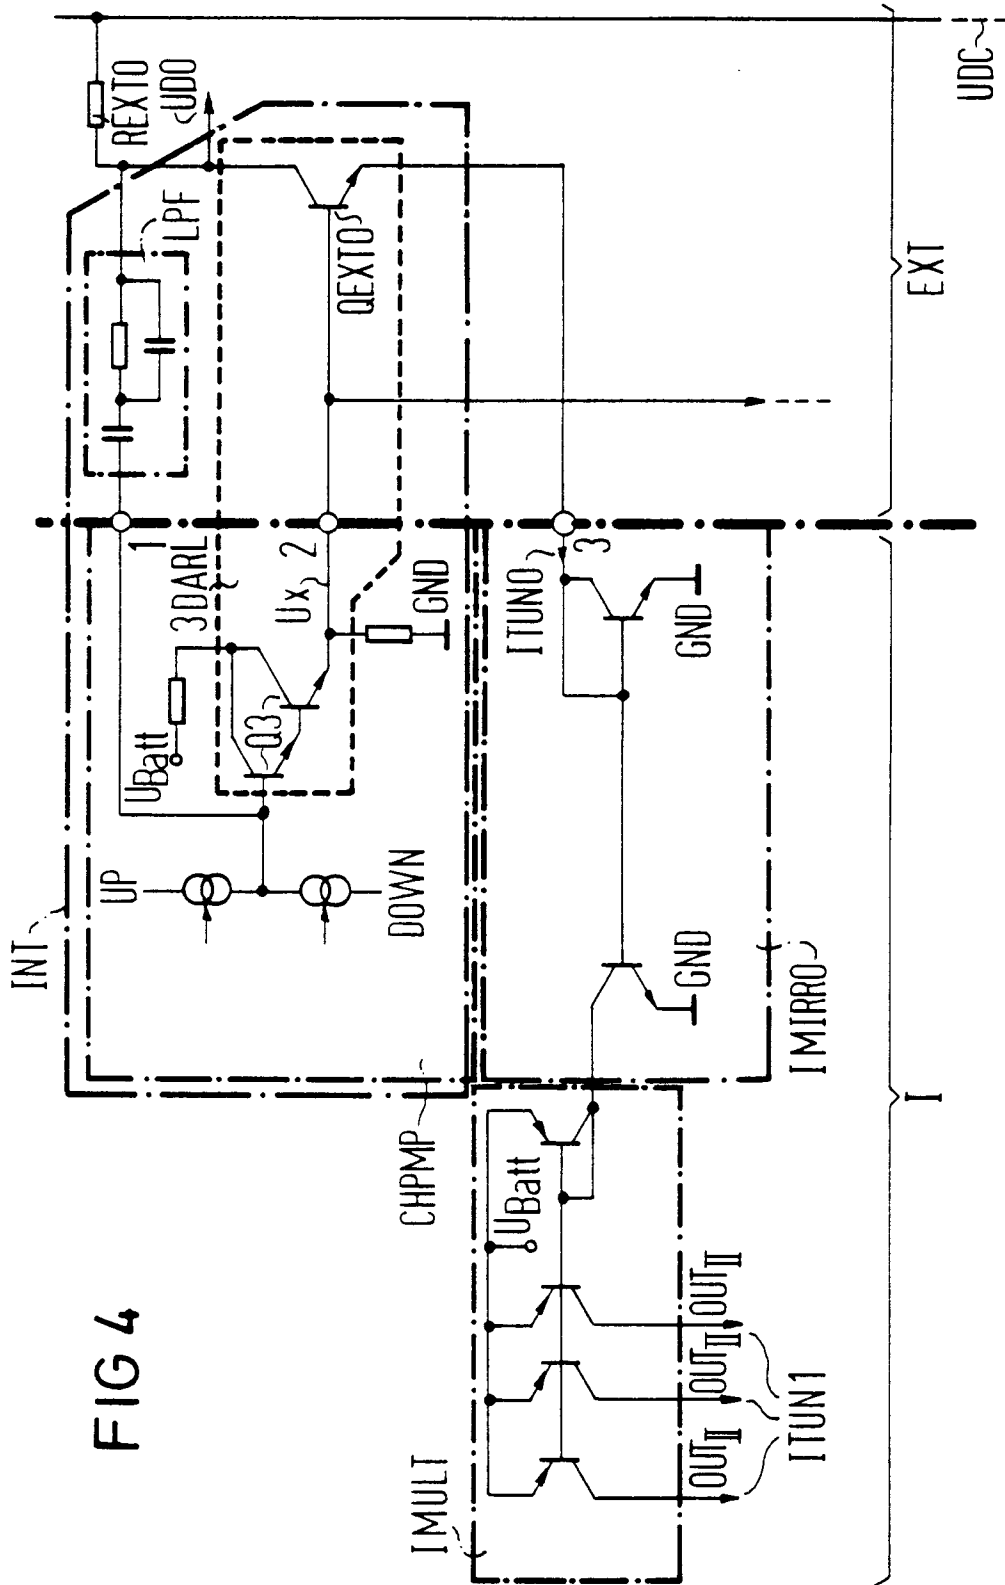 FIG 4
INT
UP
DOWN
UBatt
3DARL
Q3
Ux
GND
1
2
3
LPF
REXTO
UDO
QEXTO
CHPMP
ITUNO
GND
GND
IMIRRO
IMULT
UBatt
OUTII
OUTII
OUTII
ITUN1
I
EXT
UDC